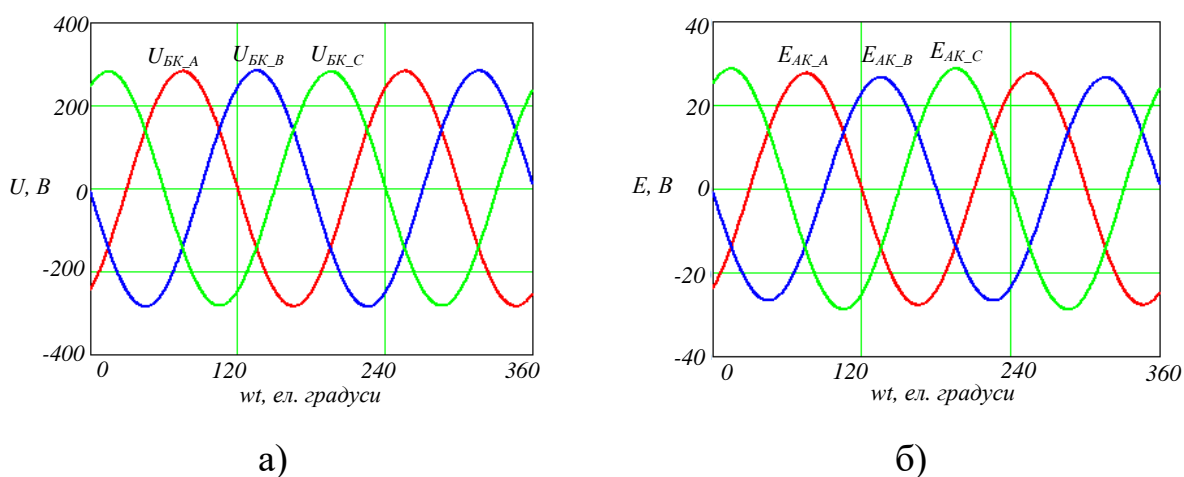 400
U_БК_A U_БК_B U_БК_C
200
U, B
0
-200
-400
0 120 240 360
wt, ел. градуси
а)
40
E_АК_A E_АК_B E_АК_C
20
E, B
0
-20
-40
0 120 240 360
wt, ел. градуси
б)